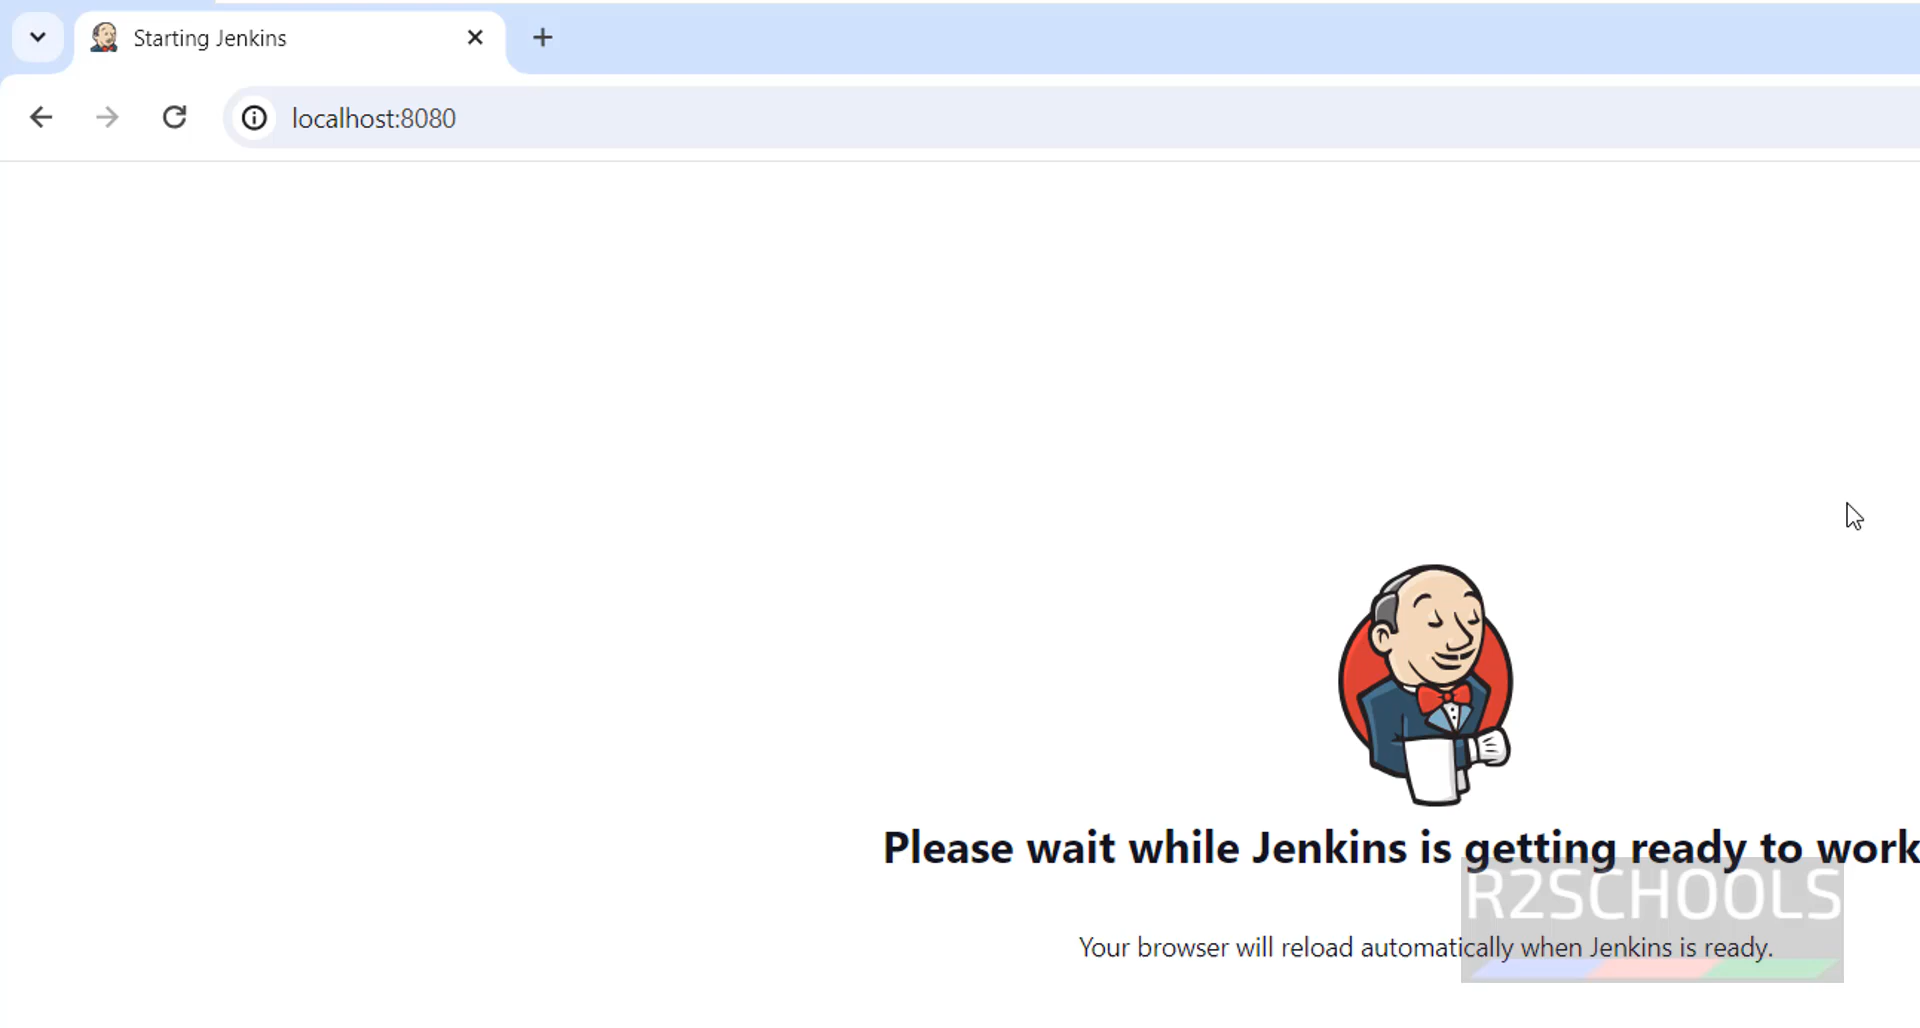 Starting Jenkins
localhost:8080
Please wait while Jenkins is getting ready to work
R2SCHOOLS
Your browser will reload automatically when Jenkins is ready.